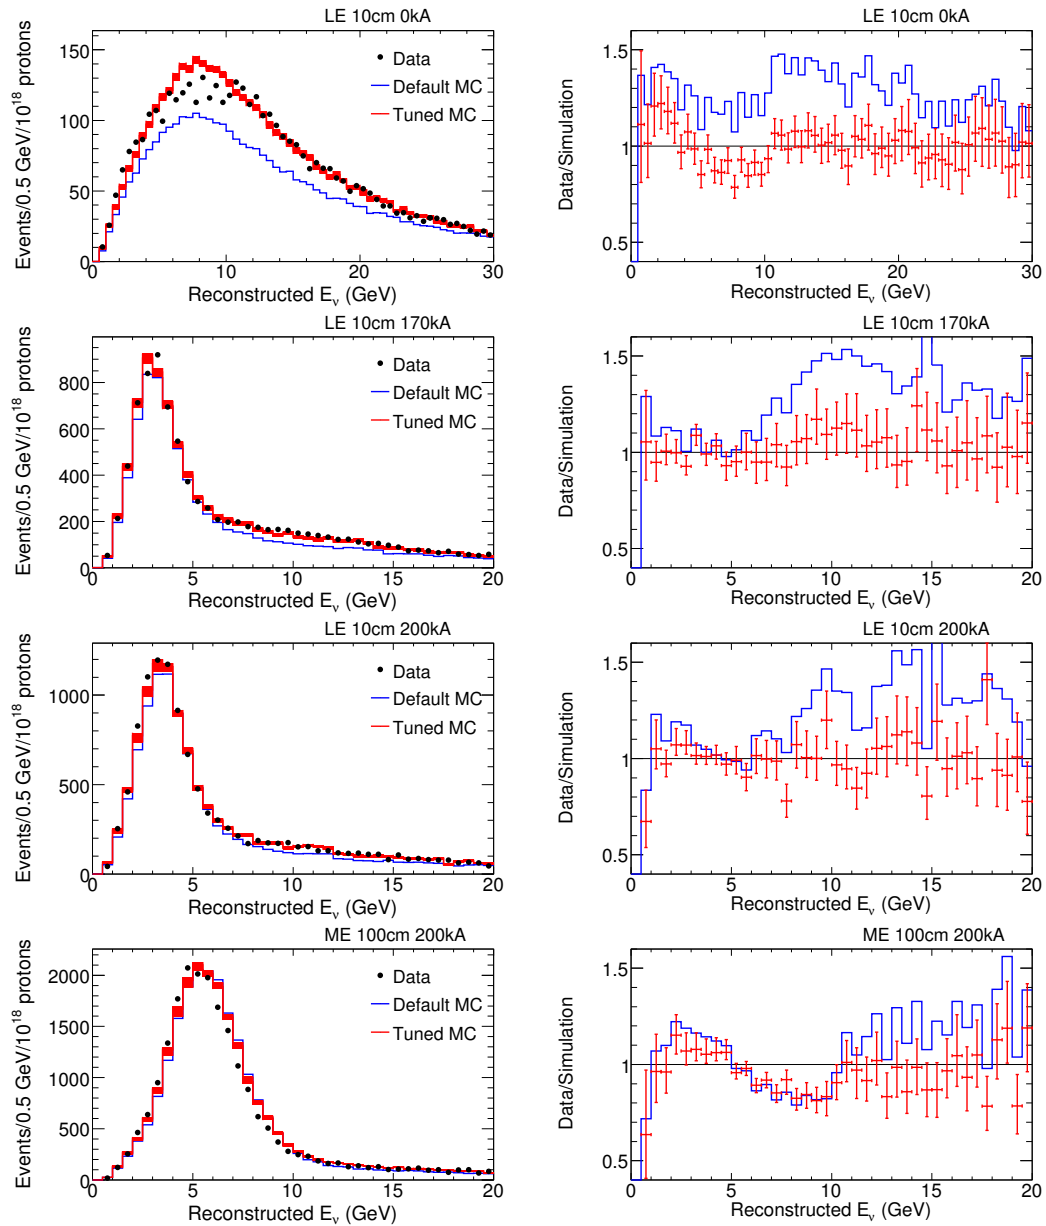 LE 10cm 0kA
Events/0.5 GeV/10^18 protons
150
100
50
0
Data
Default MC
Tuned MC
0 10 20 30
Reconstructed E_ν (GeV)
LE 10cm 0kA
Data/Simulation
1.5
1
0.5
0 10 20 30
Reconstructed E_ν (GeV)
LE 10cm 170kA
Events/0.5 GeV/10^18 protons
800
600
400
200
0
Data
Default MC
Tuned MC
0 5 10 15 20
Reconstructed E_ν (GeV)
LE 10cm 170kA
Data/Simulation
1.5
1
0.5
0 5 10 15 20
Reconstructed E_ν (GeV)
LE 10cm 200kA
Events/0.5 GeV/10^18 protons
1000
500
0
Data
Default MC
Tuned MC
0 5 10 15 20
Reconstructed E_ν (GeV)
LE 10cm 200kA
Data/Simulation
1.5
1
0.5
0 5 10 15 20
Reconstructed E_ν (GeV)
ME 100cm 200kA
Events/0.5 GeV/10^18 protons
2000
1500
1000
500
0
Data
Default MC
Tuned MC
0 5 10 15 20
Reconstructed E_ν (GeV)
ME 100cm 200kA
Data/Simulation
1.5
1
0.5
0 5 10 15 20
Reconstructed E_ν (GeV)